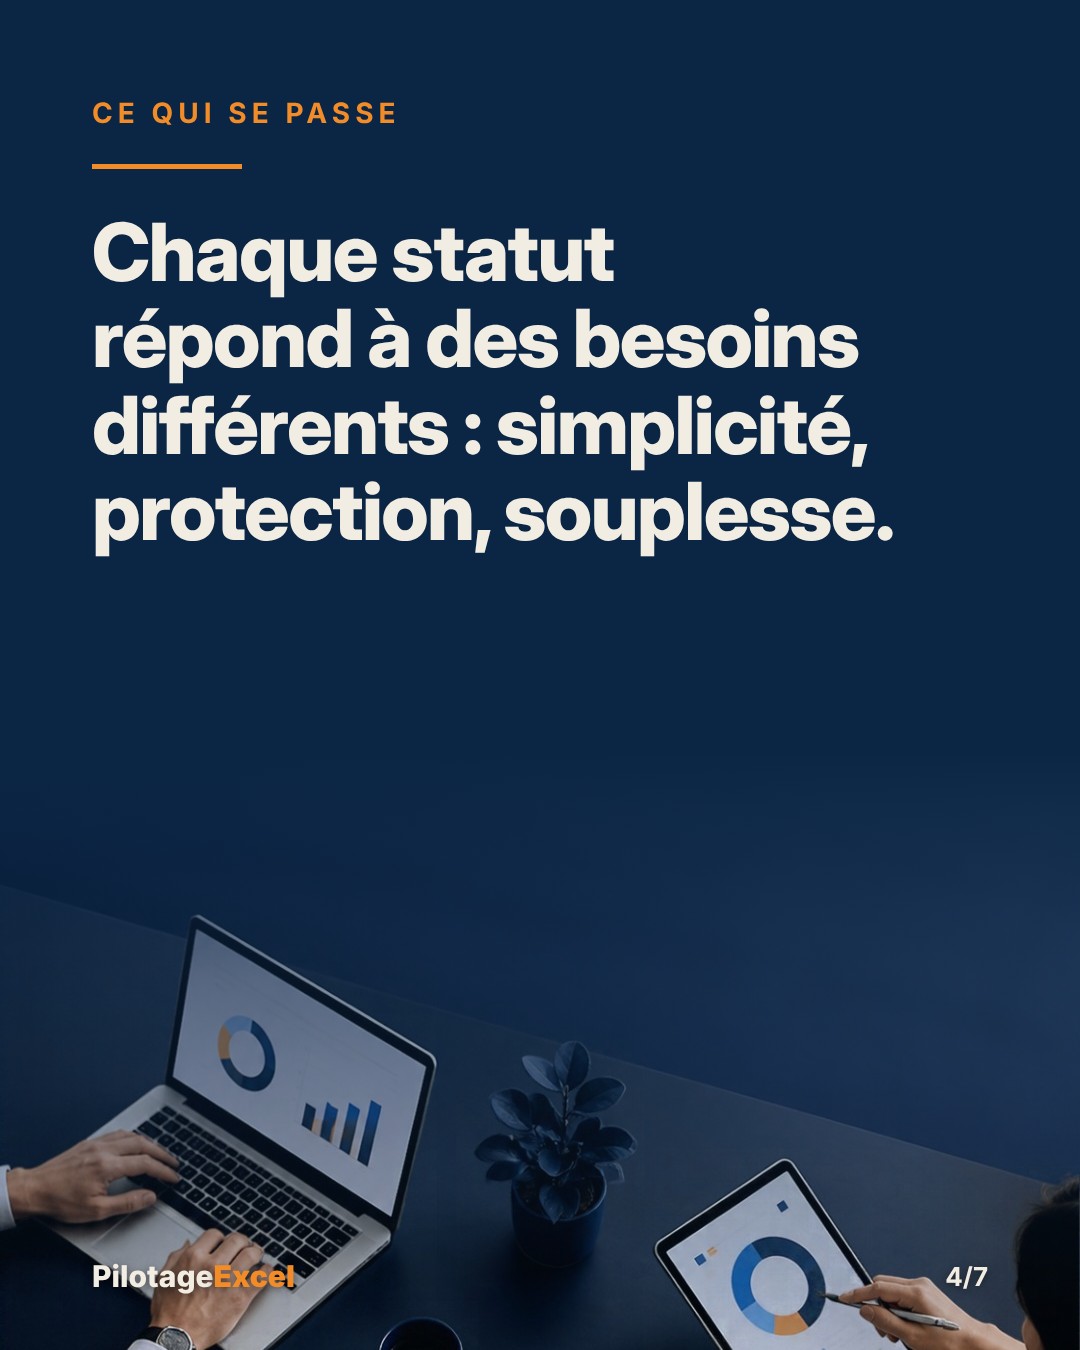 CE QUI SE PASSE
Chaque statut
répond à des besoins
différents : simplicité,
protection, souplesse.
PilotageExcel
4/7